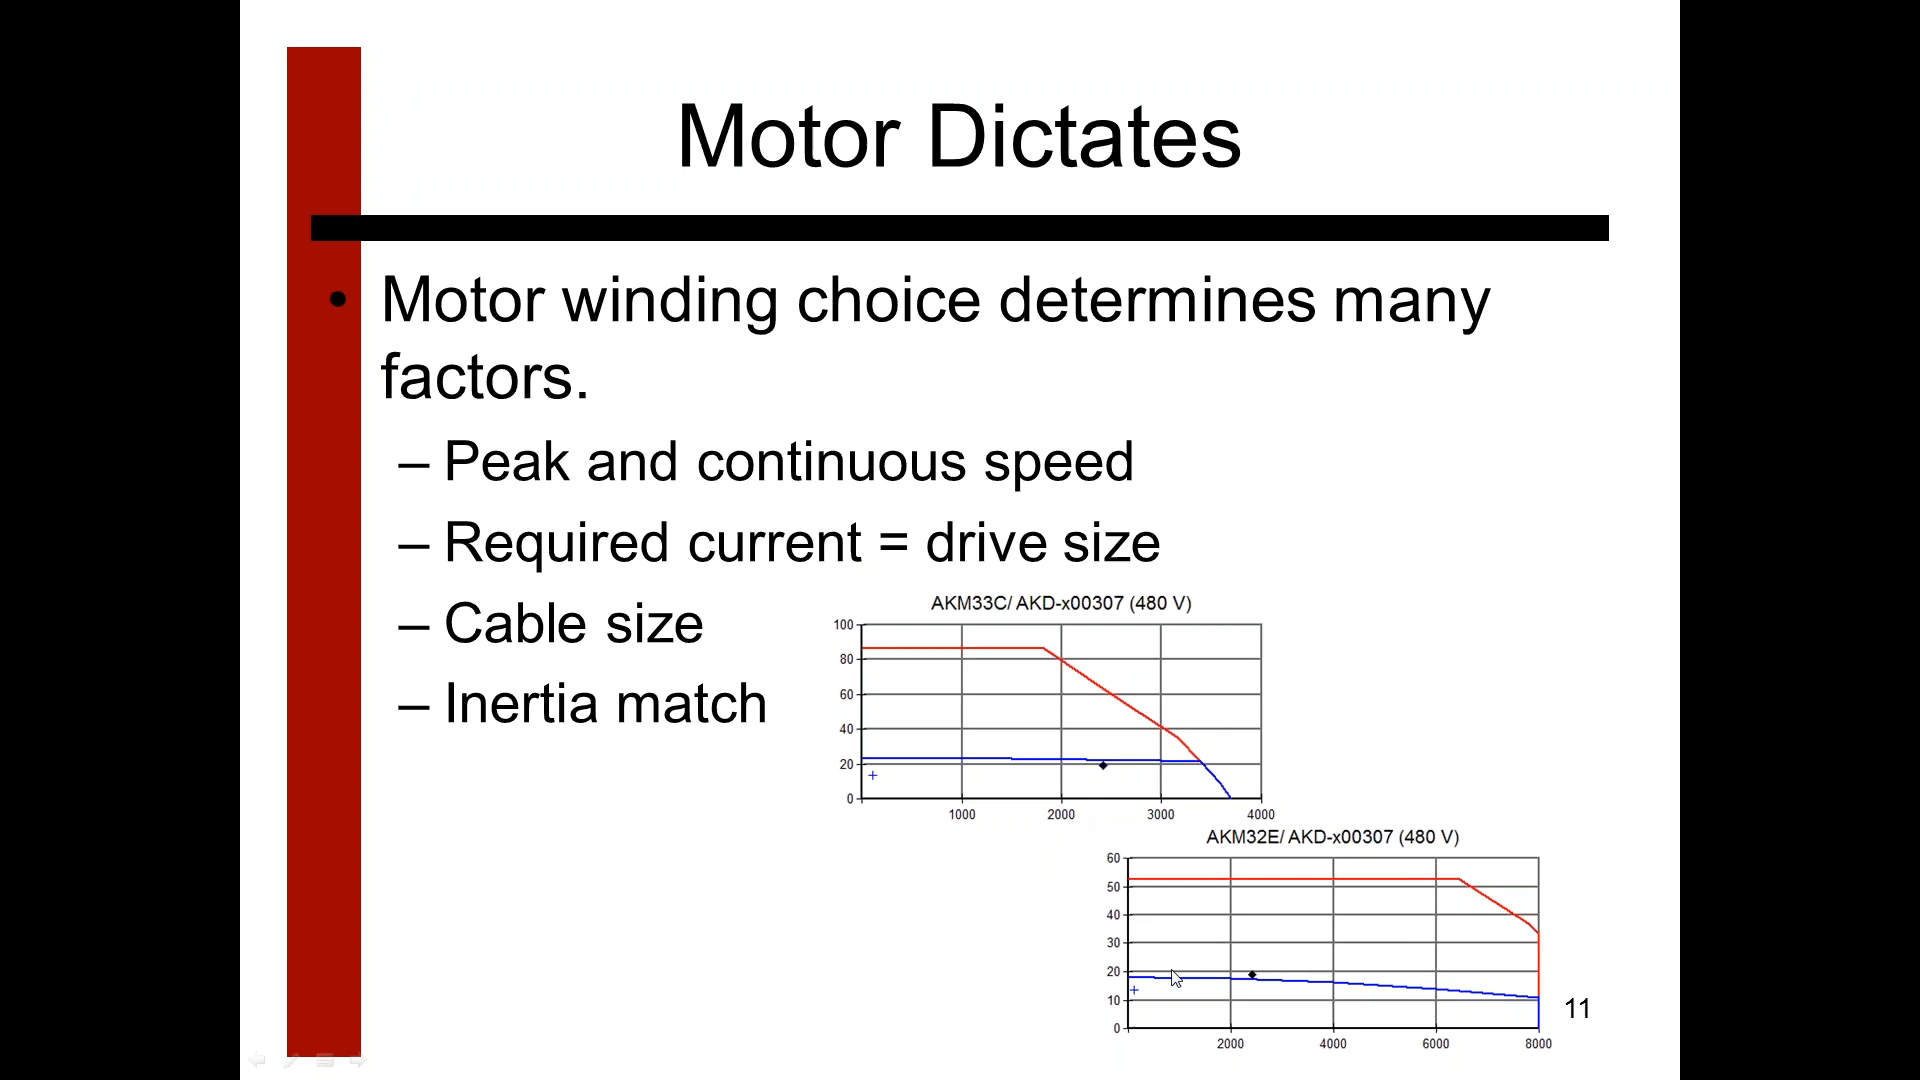 Motor Dictates
• Motor winding choice determines many
factors.
– Peak and continuous speed
– Required current = drive size
– Cable size
– Inertia match
AKM33C/ AKD-x00307 (480 V)
100
80
60
40
20
0
1000 2000 3000 4000
AKM32E/ AKD-x00307 (480 V)
60
50
40
30
20
10
0
2000 4000 6000 8000
11